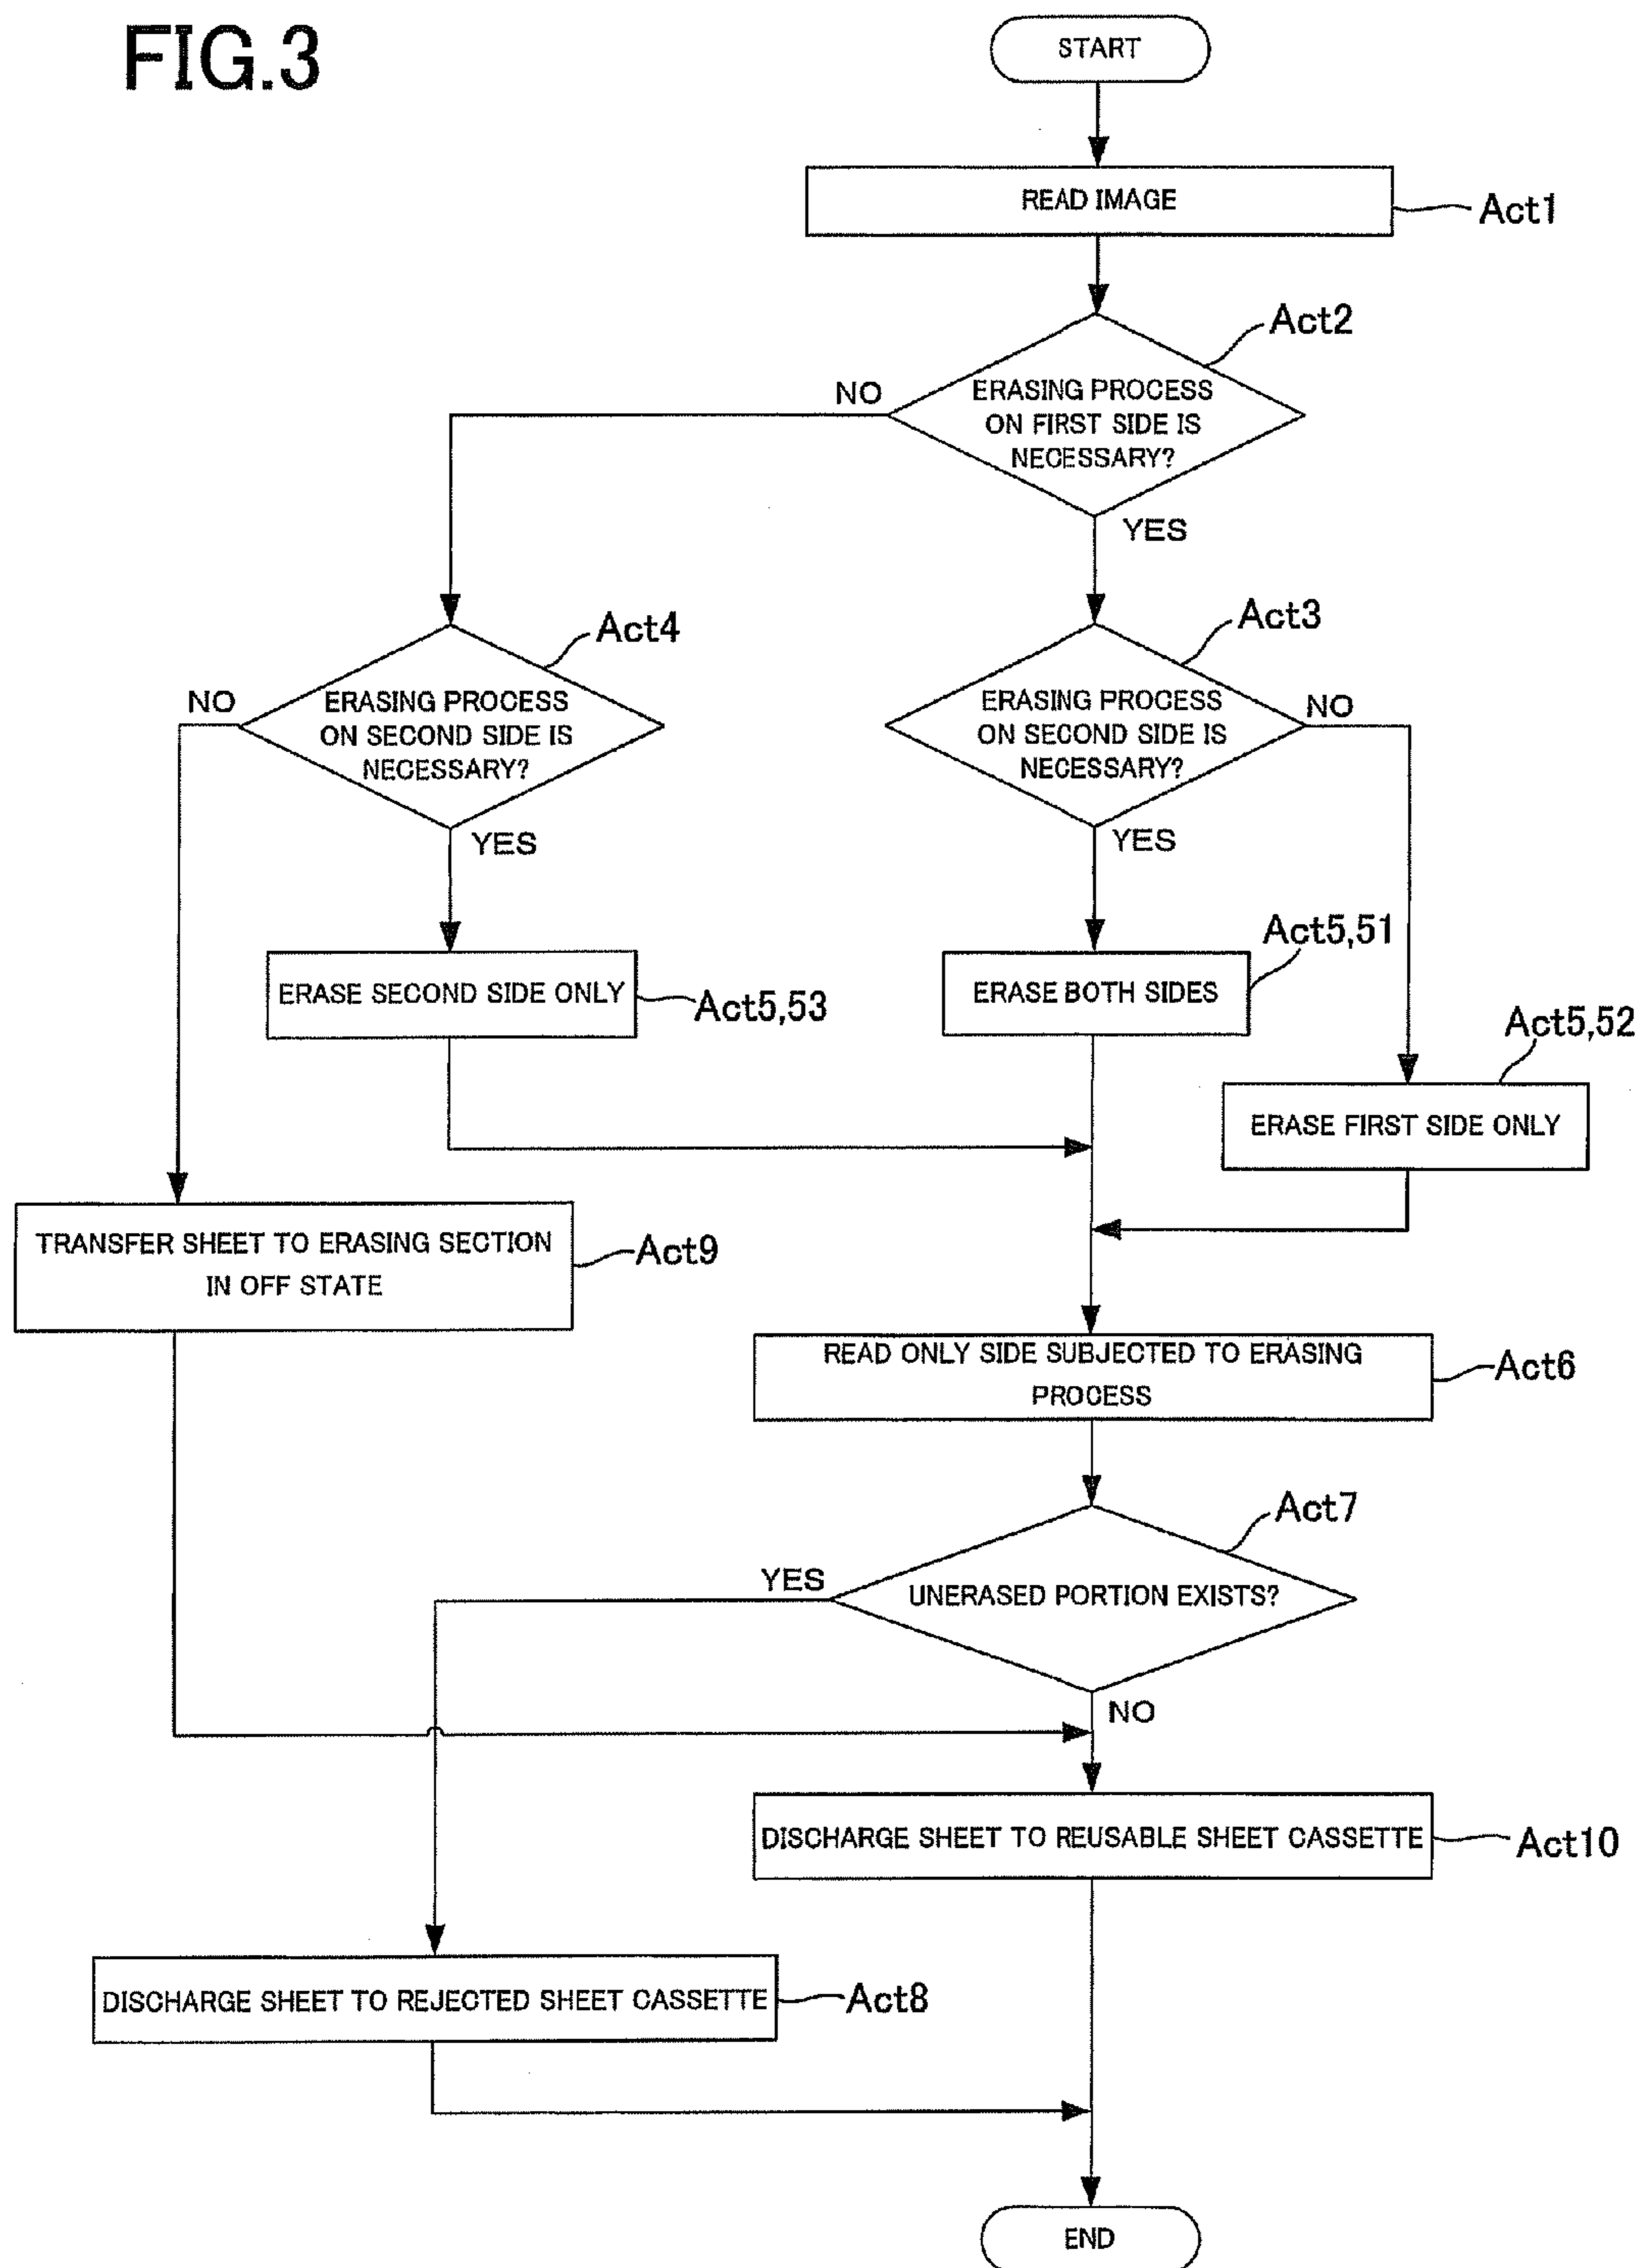 FIG.3
START
READ IMAGE
Act1
Act2
ERASING PROCESS
ON FIRST SIDE IS
NECESSARY?
NO
YES
Act4
ERASING PROCESS
ON SECOND SIDE IS
NECESSARY?
NO
YES
Act3
ERASING PROCESS
ON SECOND SIDE IS
NECESSARY?
NO
YES
ERASE SECOND SIDE ONLY
Act5,53
ERASE BOTH SIDES
Act5,51
Act5,52
ERASE FIRST SIDE ONLY
TRANSFER SHEET TO ERASING SECTION
IN OFF STATE
Act9
READ ONLY SIDE SUBJECTED TO ERASING
PROCESS
Act6
Act7
UNERASED PORTION EXISTS?
YES
NO
DISCHARGE SHEET TO REUSABLE SHEET CASSETTE
Act10
DISCHARGE SHEET TO REJECTED SHEET CASSETTE
Act8
END